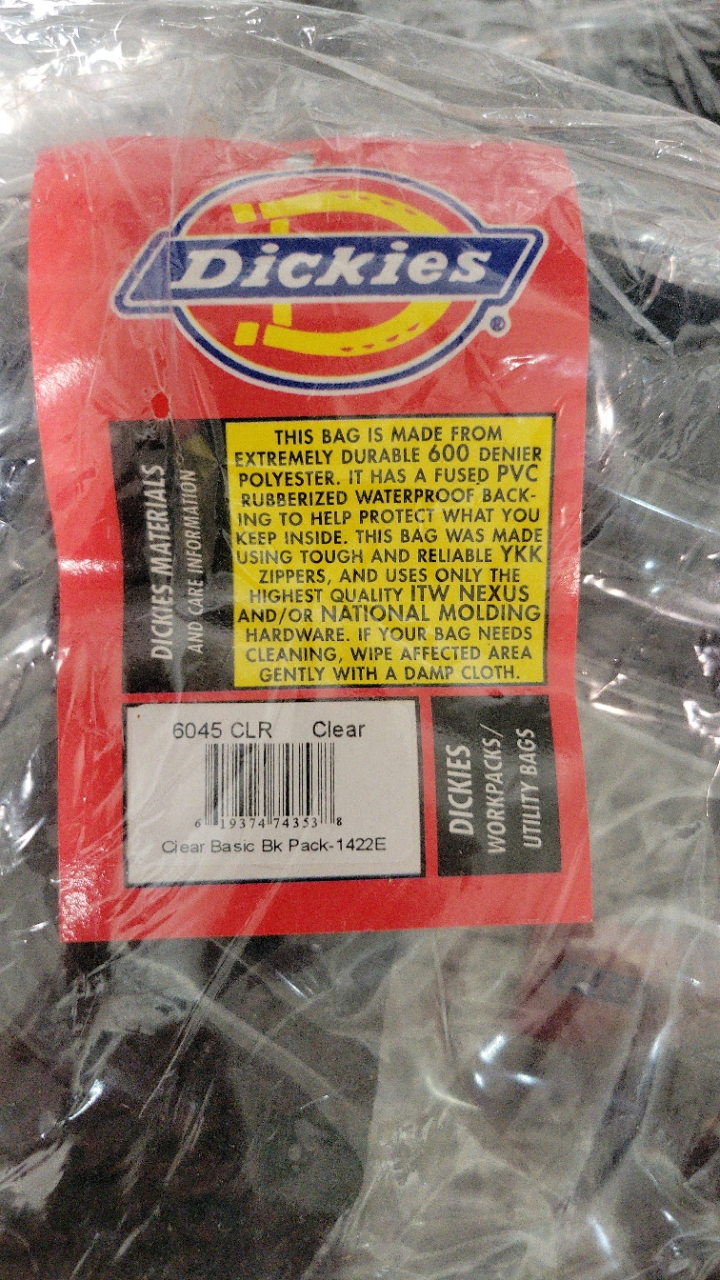 Dickies
®
DICKIES MATERIALS
AND CARE INFORMATION
THIS BAG IS MADE FROM
EXTREMELY DURABLE 600 DENIER
POLYESTER. IT HAS A FUSED PVC
RUBBERIZED WATERPROOF BACK-
ING TO HELP PROTECT WHAT YOU
KEEP INSIDE. THIS BAG WAS MADE
USING TOUGH AND RELIABLE YKK
ZIPPERS, AND USES ONLY THE
HIGHEST QUALITY ITW NEXUS
AND/OR NATIONAL MOLDING
HARDWARE. IF YOUR BAG NEEDS
CLEANING, WIPE AFFECTED AREA
GENTLY WITH A DAMP CLOTH.
6045 CLR Clear
6 19374 74353 8
Clear Basic Bk Pack-1422E
DICKIES
WORKPACKS/
UTILITY BAGS